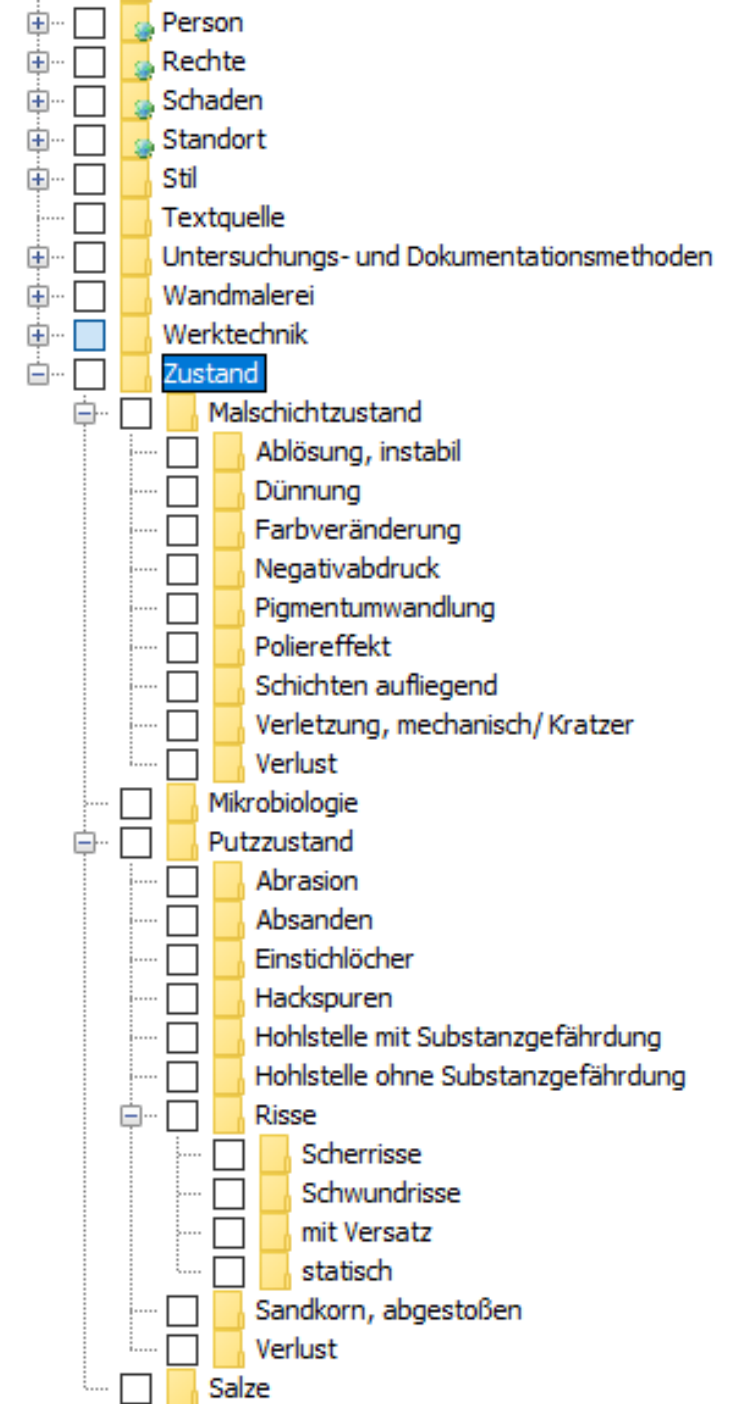 Person
Rechte
Schaden
Standort
Stil
Textquelle
Untersuchungs- und Dokumentationsmethoden
Wandmalerei
Werktechnik
Zustand
Malschichtzustand
Ablösung, instabil
Dünnung
Farbveränderung
Negativabdruck
Pigmentumwandlung
Poliereffekt
Schichten aufliegend
Verletzung, mechanisch/ Kratzer
Verlust
Mikrobiologie
Putzzustand
Abrasion
Absanden
Einstichlöcher
Hackspuren
Hohlstelle mit Substanzgefährdung
Hohlstelle ohne Substanzgefährdung
Risse
Scherrisse
Schwundrisse
mit Versatz
statisch
Sandkorn, abgestoßen
Verlust
Salze